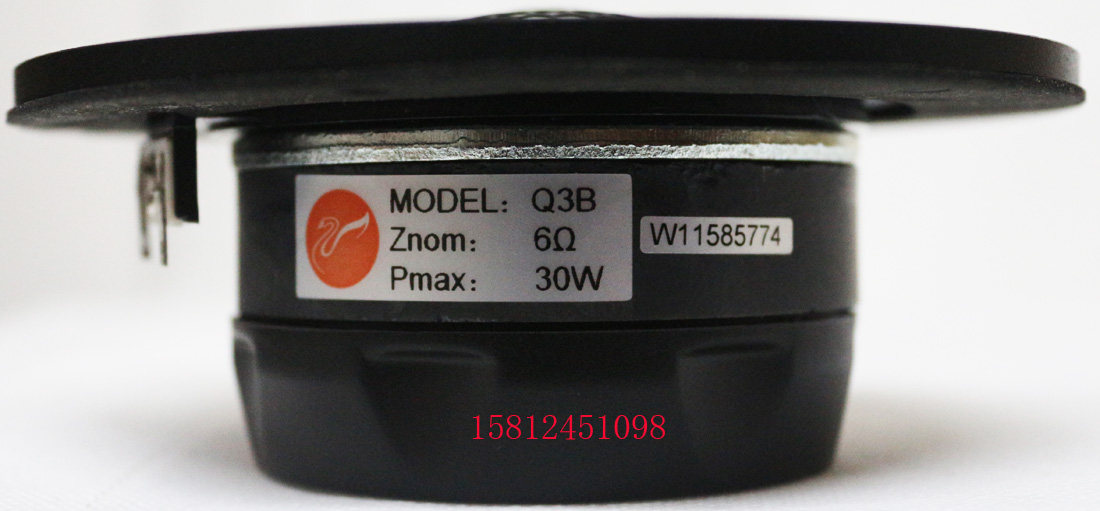 MODEL： Q3B
Znom： 6Ω
Pmax： 30W
W11585774
15812451098